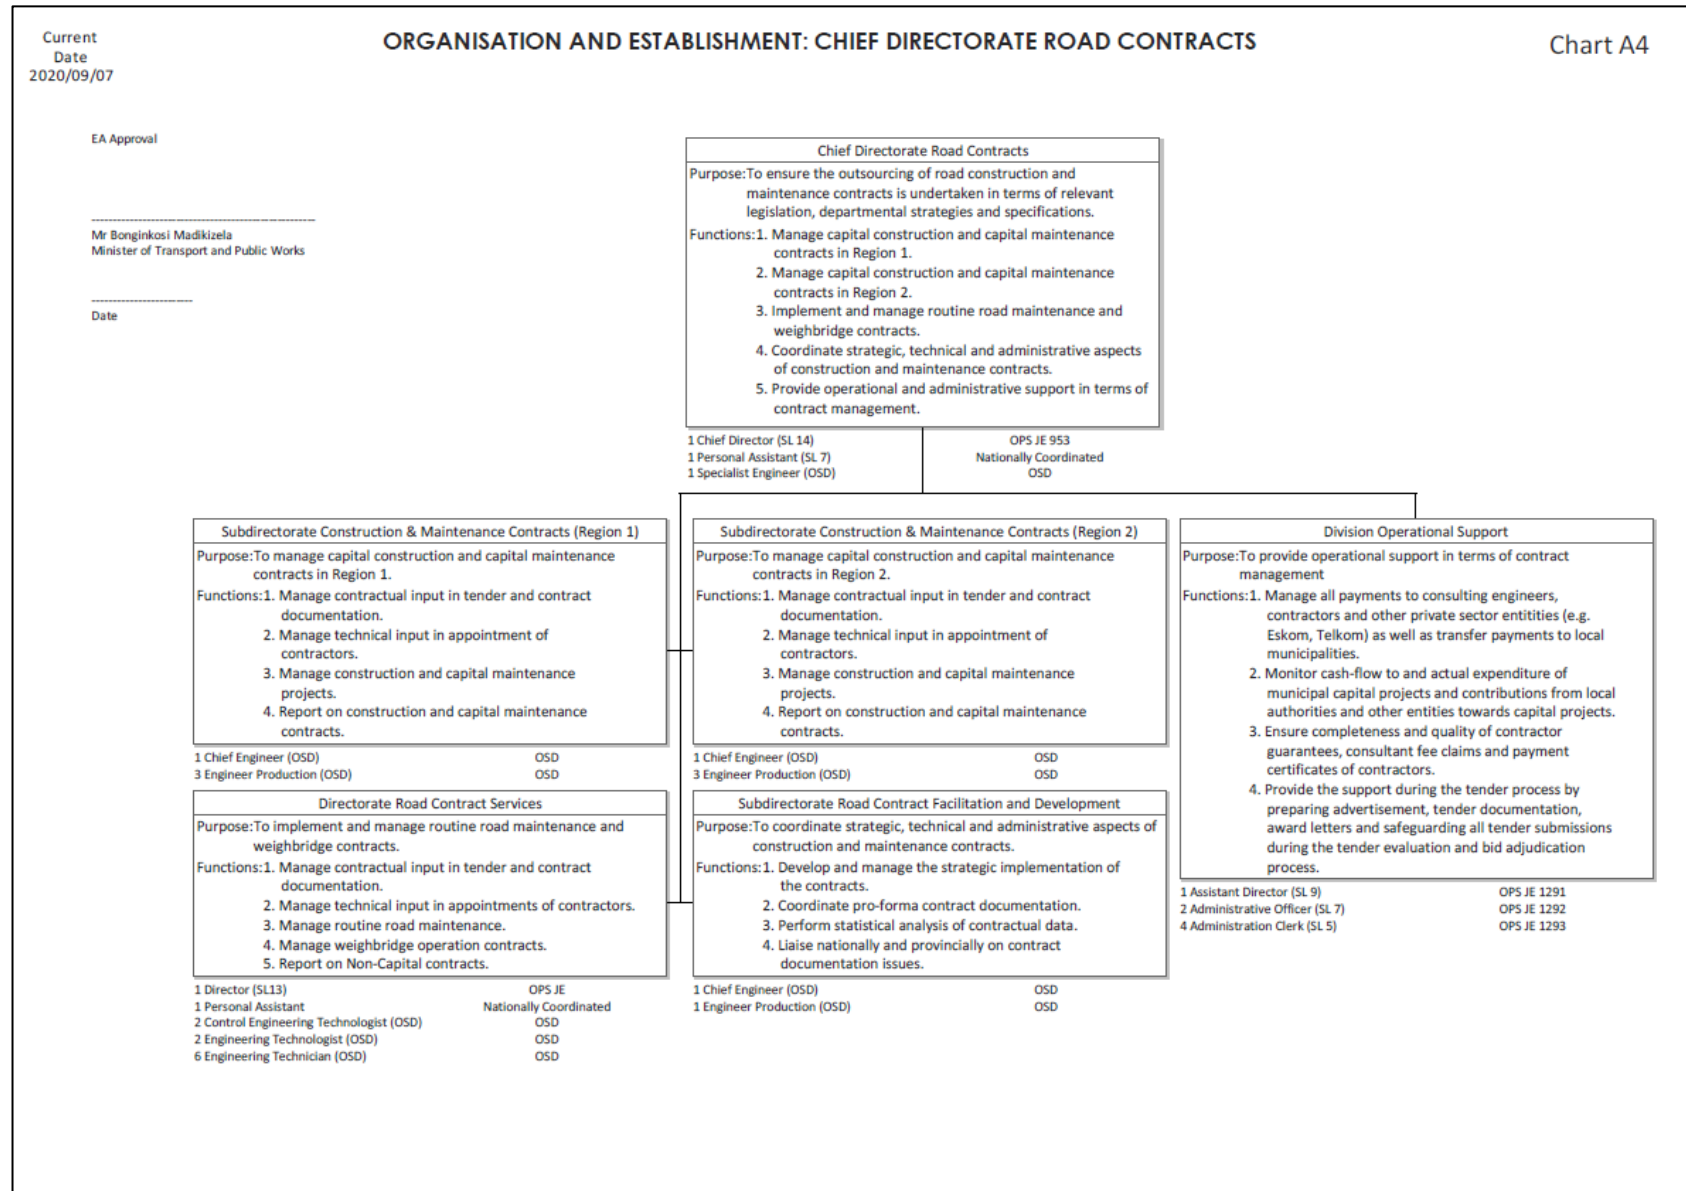 Current
Date
2020/09/07
ORGANISATION AND ESTABLISHMENT: CHIEF DIRECTORATE ROAD CONTRACTS
Chart A4
EA Approval
Mr Bonginkosi Madikizela
Minister of Transport and Public Works
Date
Chief Directorate Road Contracts
Purpose:To ensure the outsourcing of road construction and
maintenance contracts is undertaken in terms of relevant
legislation, departmental strategies and specifications.
Functions:1. Manage capital construction and capital maintenance
contracts in Region 1.
2. Manage capital construction and capital maintenance
contracts in Region 2.
3. Implement and manage routine road maintenance and
weighbridge contracts.
4. Coordinate strategic, technical and administrative aspects
of construction and maintenance contracts.
5. Provide operational and administrative support in terms of
contract management.
1 Chief Director (SL 14) OPS JE 953
1 Personal Assistant (SL 7) Nationally Coordinated
1 Specialist Engineer (OSD) OSD
Subdirectorate Construction & Maintenance Contracts (Region 1)
Purpose:To manage capital construction and capital maintenance
contracts in Region 1.
Functions:1. Manage contractual input in tender and contract
documentation.
2. Manage technical input in appointment of
contractors.
3. Manage construction and capital maintenance
projects.
4. Report on construction and capital maintenance
contracts.
1 Chief Engineer (OSD) OSD
3 Engineer Production (OSD) OSD
Subdirectorate Construction & Maintenance Contracts (Region 2)
Purpose:To manage capital construction and capital maintenance
contracts in Region 2.
Functions:1. Manage contractual input in tender and contract
documentation.
2. Manage technical input in appointment of
contractors.
3. Manage construction and capital maintenance
projects.
4. Report on construction and capital maintenance
contracts.
1 Chief Engineer (OSD) OSD
3 Engineer Production (OSD) OSD
Division Operational Support
Purpose:To provide operational support in terms of contract
management
Functions:1. Manage all payments to consulting engineers,
contractors and other private sector entitities (e.g.
Eskom, Telkom) as well as transfer payments to local
municipalities.
2. Monitor cash-flow to and actual expenditure of
municipal capital projects and contributions from local
authorities and other entities towards capital projects.
3. Ensure completeness and quality of contractor
guarantees, consultant fee claims and payment
certificates of contractors.
4. Provide the support during the tender process by
preparing advertisement, tender documentation,
award letters and safeguarding all tender submissions
during the tender evaluation and bid adjudication
process.
1 Assistant Director (SL 9) OPS JE 1291
2 Administrative Officer (SL 7) OPS JE 1292
4 Administration Clerk (SL 5) OPS JE 1293
Directorate Road Contract Services
Purpose:To implement and manage routine road maintenance and
weighbridge contracts.
Functions:1. Manage contractual input in tender and contract
documentation.
2. Manage technical input in appointments of contractors.
3. Manage routine road maintenance.
4. Manage weighbridge operation contracts.
5. Report on Non-Capital contracts.
1 Director (SL13) OPS JE
1 Personal Assistant Nationally Coordinated
2 Control Engineering Technologist (OSD) OSD
2 Engineering Technologist (OSD) OSD
6 Engineering Technician (OSD) OSD
Subdirectorate Road Contract Facilitation and Development
Purpose:To coordinate strategic, technical and administrative aspects of
construction and maintenance contracts.
Functions:1. Develop and manage the strategic implementation of
the contracts.
2. Coordinate pro-forma contract documentation.
3. Perform statistical analysis of contractual data.
4. Liaise nationally and provincially on contract
documentation issues.
1 Chief Engineer (OSD) OSD
1 Engineer Production (OSD) OSD